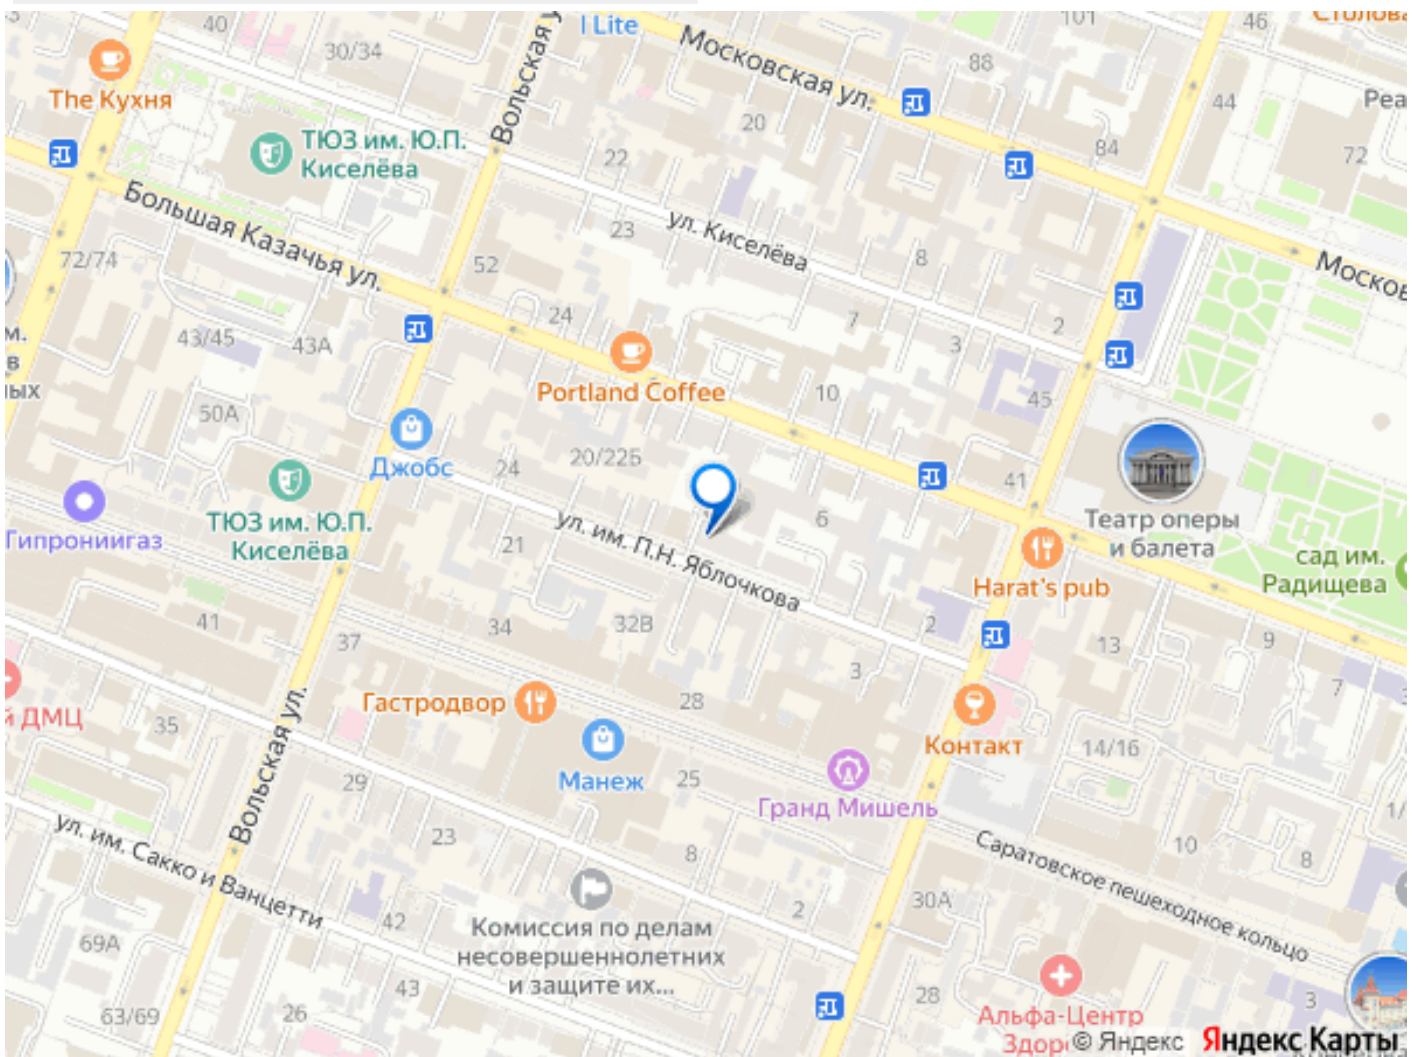 40
30/34
Вольская у
I Lite
Московская ул.
101
46
Столова
The Кухня
88
44
Реа
ТЮЗ им. Ю.П.
Киселёва
20
22
84
72
Большая Казачья ул.
ул. Киселёва
23
72/74
52
8
Москов
м.
в
ых
43/45
43А
24
7
3
2
Portland Coffee
10
45
50А
Джобс
24
20/225
41
ТЮЗ им. Ю.П.
Киселёва
Гипрониигаз
21
ул. им. П.Н. Яблочкова
6
Театр оперы
и балета
сад им.
Радищева
Harat's pub
41
37
34
32В
2
13
9
3
7
й ДМЦ
35
Вольская ул.
Гастродвор
28
Контакт
14/16
29
Манеж
25
Гранд Мишель
1/
ул. им. Сакко и Ванцетти
23
8
Саратовское пешеходное кольцо
10
8
69А
42
Комиссия по делам
несовершеннолетних
и защите их...
2
30А
63/69
26
43
28
3
Альфа-Центр
Здор
© Яндекс Яндекс Карты